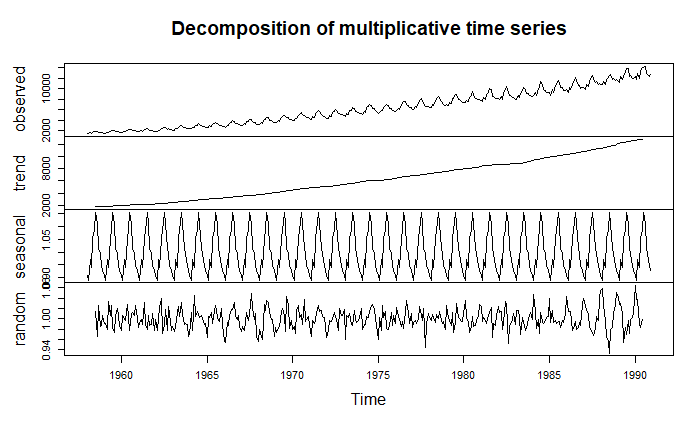 Decomposition of multiplicative time series
observed
2000 10000
trend
2000 8000
seasonal
0.90 1.05
random
0.94 1.00
1960 1965 1970 1975 1980 1985 1990
Time